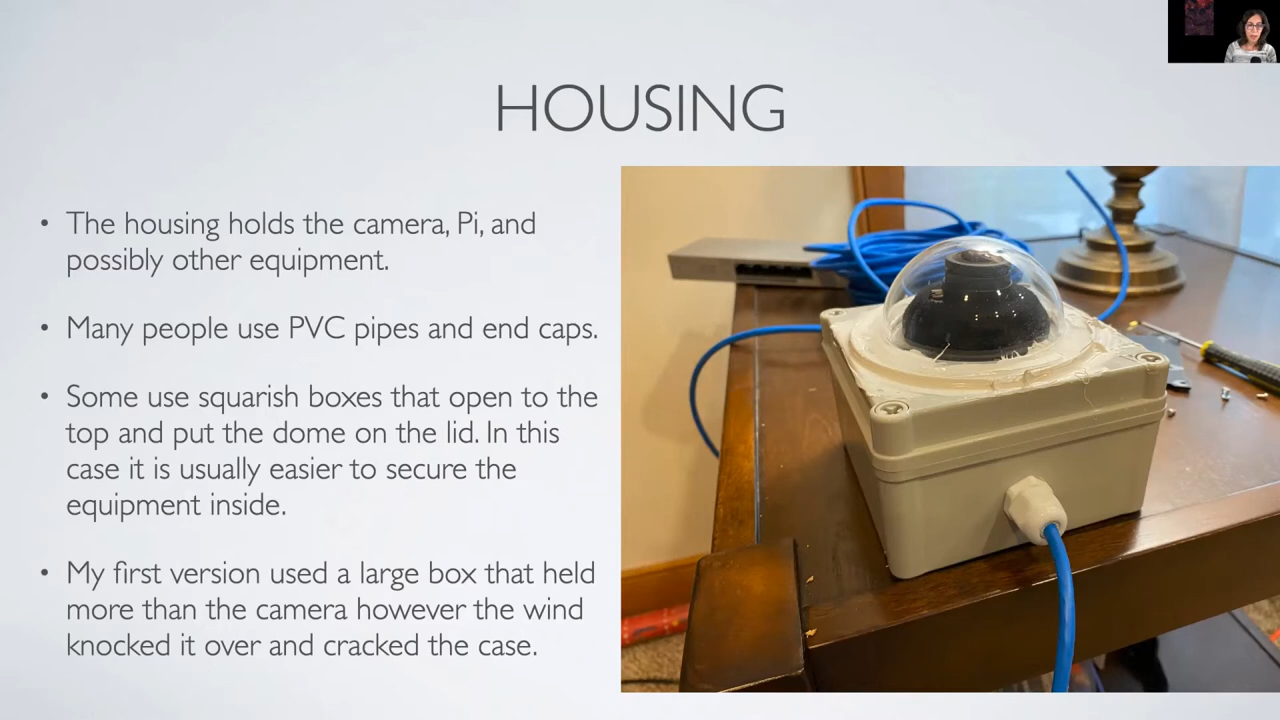 HOUSING
• The housing holds the camera, Pi, and
possibly other equipment.
• Many people use PVC pipes and end caps.
• Some use squarish boxes that open to the
top and put the dome on the lid. In this
case it is usually easier to secure the
equipment inside.
• My first version used a large box that held
more than the camera however the wind
knocked it over and cracked the case.